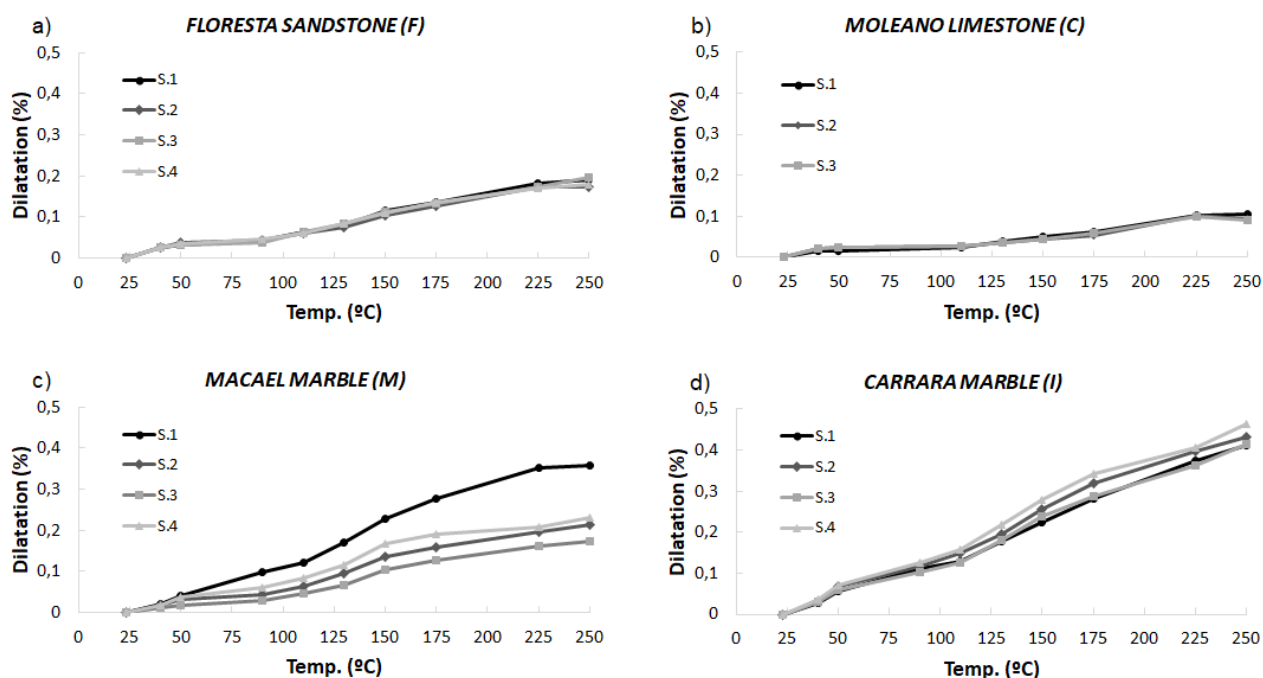 a)
FLORESTA SANDSTONE (F)
0,5
0,4
0,3
0,2
0,1
0
Dilatation (%)
S.1
S.2
S.3
S.4
0 25 50 75 100 125 150 175 200 225 250
Temp. (ºC)
b)
MOLEANO LIMESTONE (C)
0,5
0,4
0,3
0,2
0,1
0
Dilatation (%)
S.1
S.2
S.3
0 25 50 75 100 125 150 175 200 225 250
Temp. (ºC)
c)
MACAEL MARBLE (M)
0,5
0,4
0,3
0,2
0,1
0
Dilatation (%)
S.1
S.2
S.3
S.4
0 25 50 75 100 125 150 175 200 225 250
Temp. (ºC)
d)
CARRARA MARBLE (I)
0,5
0,4
0,3
0,2
0,1
0
Dilatation (%)
S.1
S.2
S.3
S.4
0 25 50 75 100 125 150 175 200 225 250
Temp. (ºC)